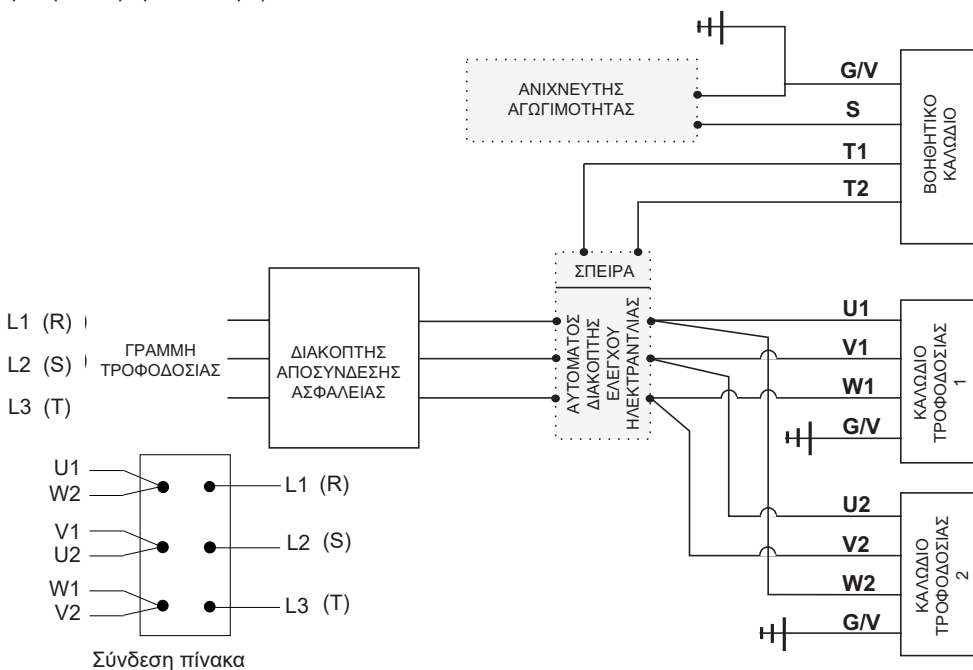 ΑΝΙΧΝΕΥΤΗΣ
ΑΓΩΓΙΜΟΤΗΤΑΣ
G/V
S
T1
T2
ΒΟΗΘΗΤΙΚΟ
ΚΑΛΩΔΙΟ
ΣΠΕΙΡΑ
L1 (R)
L2 (S)
L3 (T)
ΓΡΑΜΜΗ
ΤΡΟΦΟΔΟΣΙΑΣ
ΔΙΑΚΟΠΤΗΣ
ΑΠΟΣΥΝΔΕΣΗΣ
ΑΣΦΑΛΕΙΑΣ
ΑΥΤΟΜΑΤΟΣ
ΔΙΑΚΟΠΤΗΣ
ΕΛΕΓΧΟΥ
ΗΛΕΚΤΡΑΝΤΛΙΑΣ
U1
V1
W1
G/V
ΚΑΛΩΔΙΟ
ΤΡΟΦΟΔΟΣΙΑΣ
1
U2
V2
W2
G/V
ΚΑΛΩΔΙΟ
ΤΡΟΦΟΔΟΣΙΑΣ
2
U1
W2
V1
U2
W1
V2
L1 (R)
L2 (S)
L3 (T)
Σύνδεση πίνακα